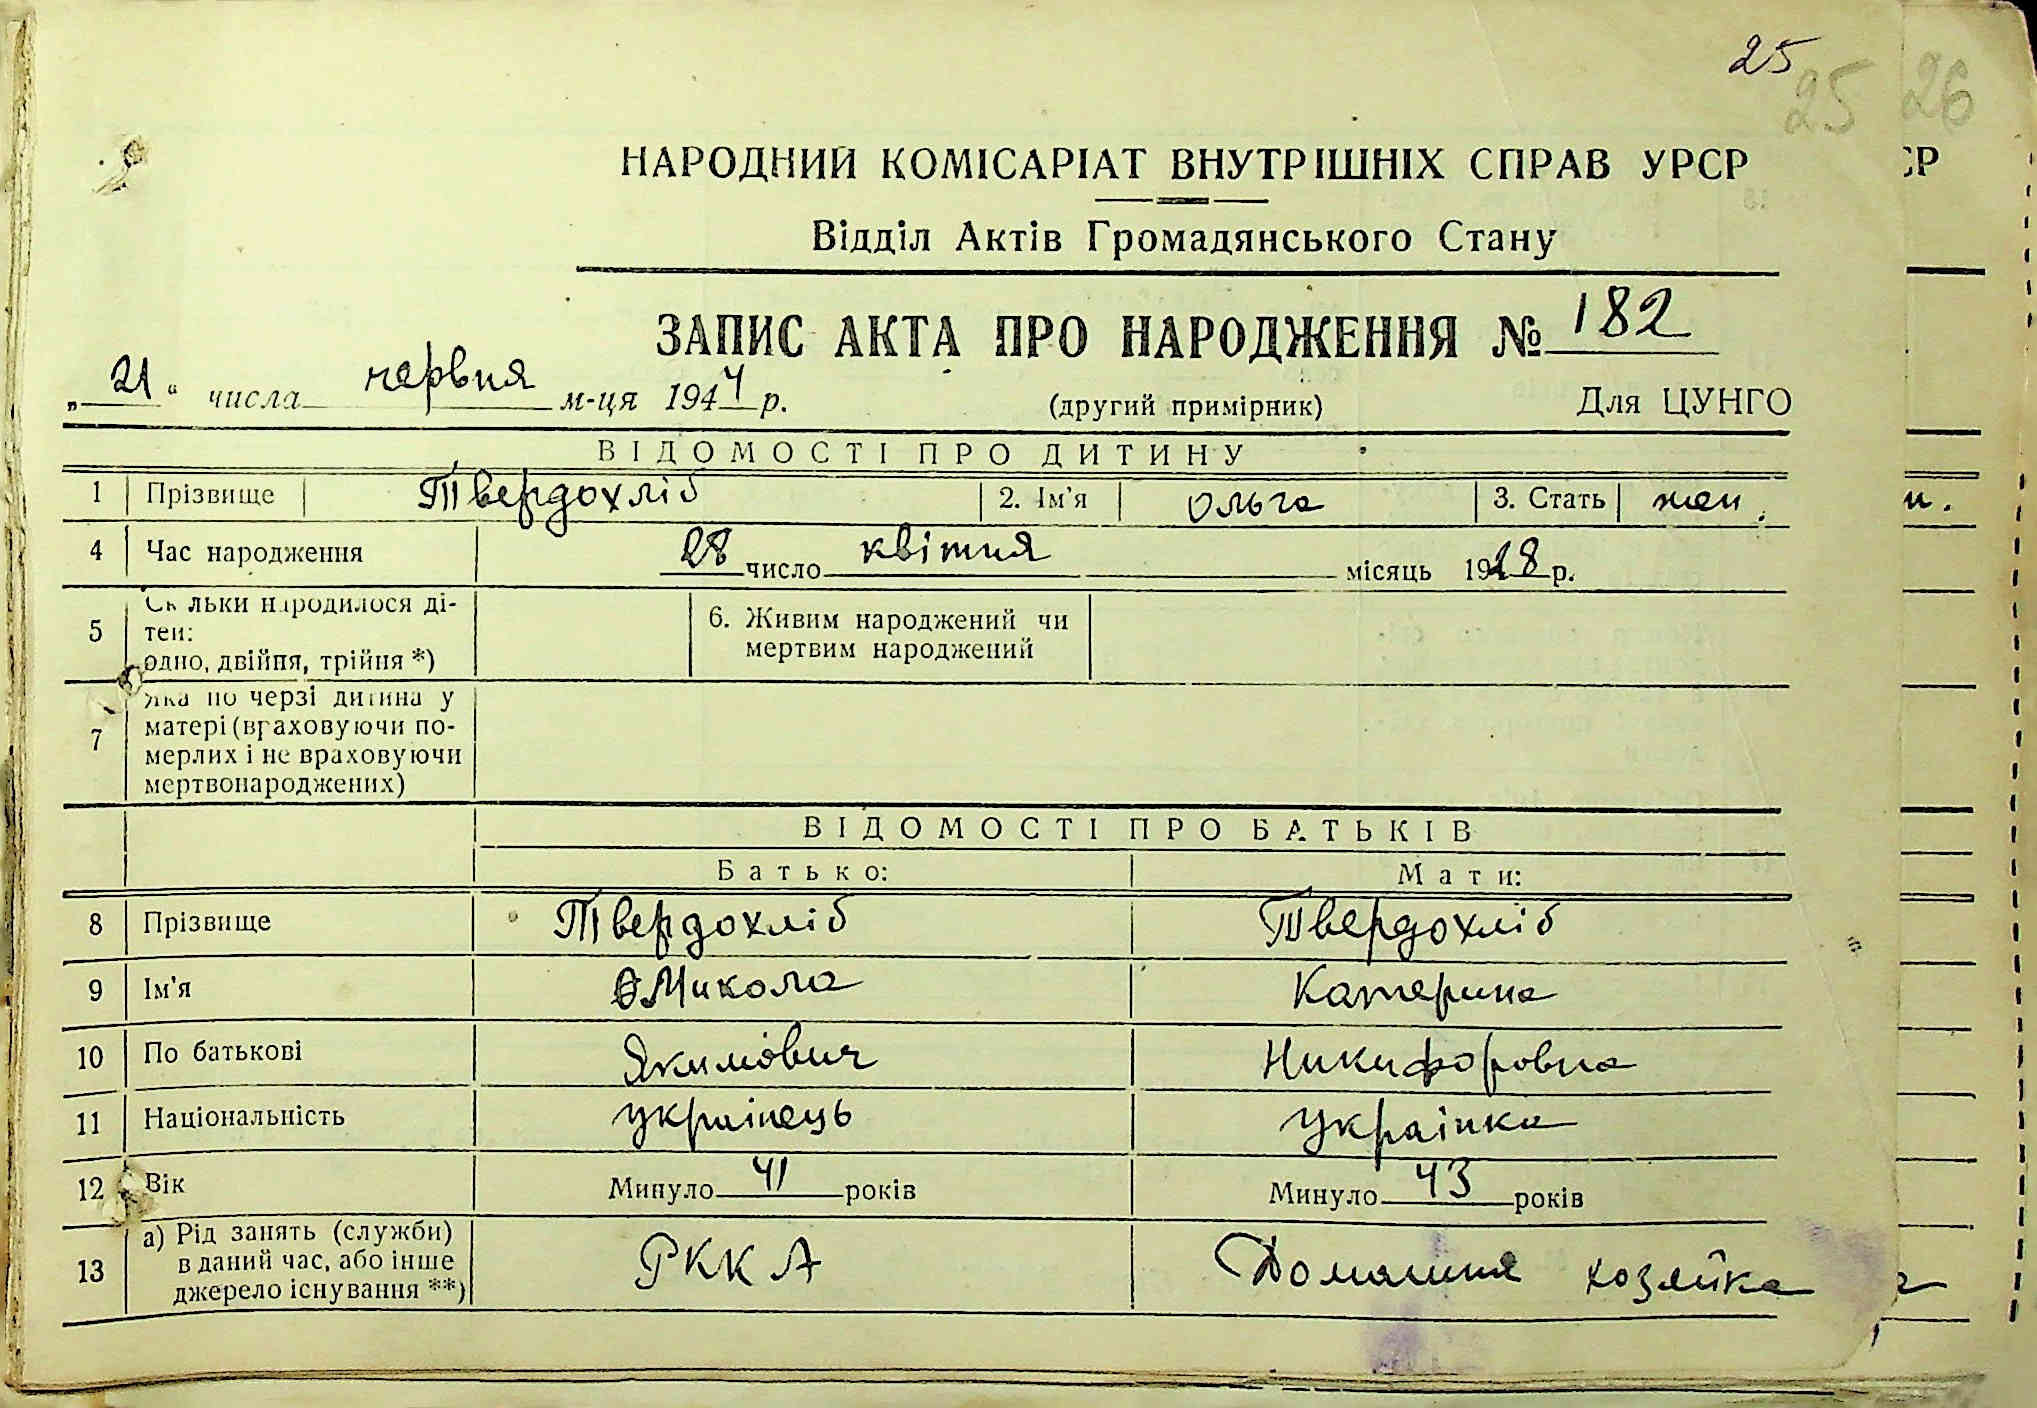 25
25 26
НАРОДНИЙ КОМІСАРІАТ ВНУТРІШНІХ СПРАВ УРСР
СР
Відділ Актів Громадянського Стану
ЗАПИС АКТА ПРО НАРОДЖЕННЯ № 182
„21“ числа червня м-ця 1944 р. (другий примірник) Для ЦУНГО
ВІДОМОСТІ ПРО ДИТИНУ
1 Прізвище Твердохліб 2. Ім'я Ольга 3. Стать жен.
4 Час народження 28 число квітня місяць 1928 р.
5 Скільки народилося дітей:
одно, двійня, трійня *)
6. Живим народжений чи
мертвим народжений
7 Яка по черзі дитина у
матері (враховуючи по-
мерлих і не враховуючи
мертвонароджених)
ВІДОМОСТІ ПРО БАТЬКІВ
Батько: Мати:
8 Прізвище Твердохліб Твердохліб
9 Ім'я Микола Катерина
10 По батькові Якимович Никифоровна
11 Національність українець українка
12 Вік Минуло 41 років Минуло 43 років
13 а) Рід занять (служби)
в даний час, або інше
джерело існування **)
РККА Домашня хозяйка